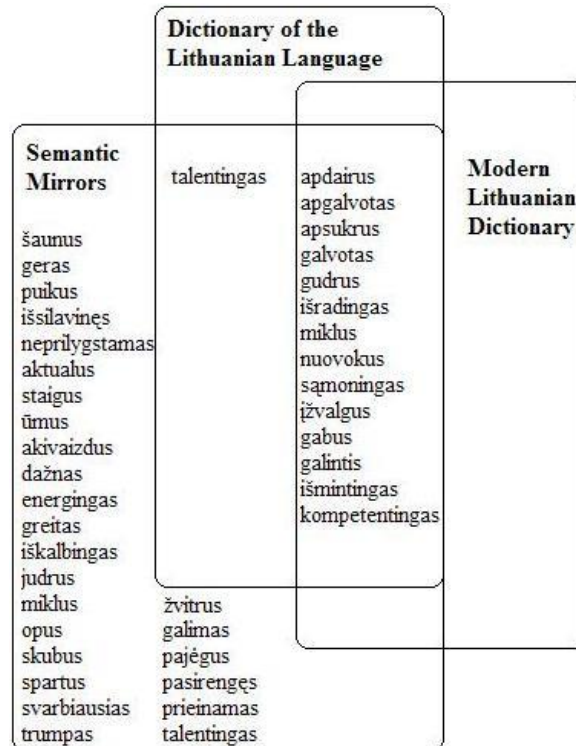 Dictionary of the
Lithuanian Language
Semantic
Mirrors
talentingas
apdairus
apgalvotas
apsukrus
galvotas
gudrus
išradingas
miklus
nuovokus
sąmoningas
įžvalgus
gabus
galintis
išmintingas
kompetentingas
Modern
Lithuanian
Dictionary
šaunus
geras
puikus
išsilavinęs
neprilygstamas
aktualus
staigus
ūmus
akivaizdus
dažnas
energingas
greitas
iškalbingas
judrus
miklus
opus
skubus
spartus
svarbiausias
trumpas
žvitrus
galimas
pajėgus
pasirengęs
prieinamas
talentingas